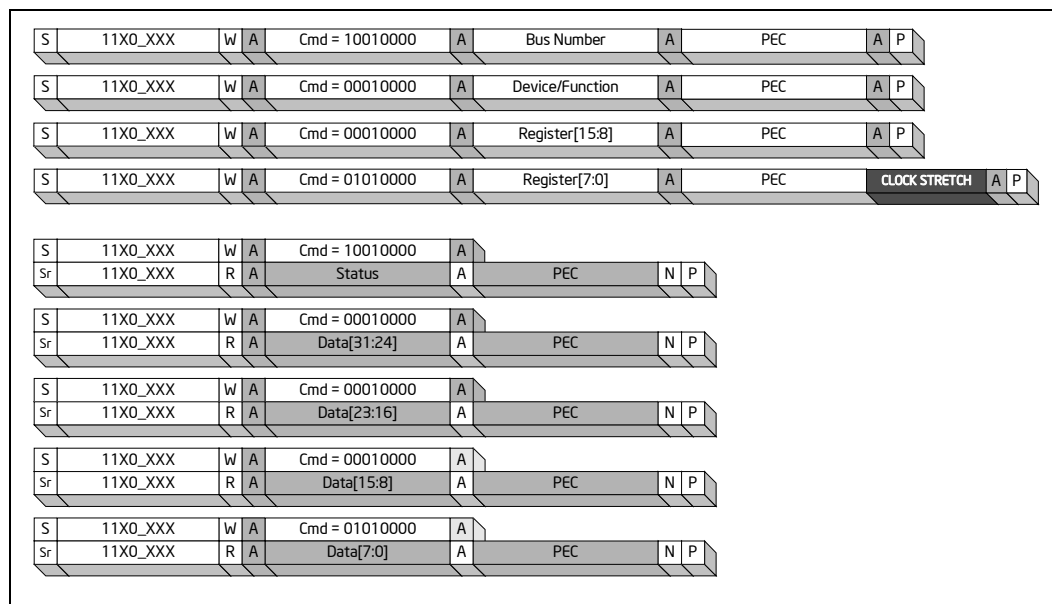 S 11X0_XXX W A Cmd = 10010000 A Bus Number A PEC A P
S 11X0_XXX W A Cmd = 00010000 A Device/Function A PEC A P
S 11X0_XXX W A Cmd = 00010000 A Register[15:8] A PEC A P
S 11X0_XXX W A Cmd = 01010000 A Register[7:0] A PEC CLOCK STRETCH A P
S 11X0_XXX W A Cmd = 10010000 A
Sr 11X0_XXX R A Status A PEC N P
S 11X0_XXX W A Cmd = 00010000 A
Sr 11X0_XXX R A Data[31:24] A PEC N P
S 11X0_XXX W A Cmd = 00010000 A
Sr 11X0_XXX R A Data[23:16] A PEC N P
S 11X0_XXX W A Cmd = 00010000 A
Sr 11X0_XXX R A Data[15:8] A PEC N P
S 11X0_XXX W A Cmd = 01010000 A
Sr 11X0_XXX R A Data[7:0] A PEC N P